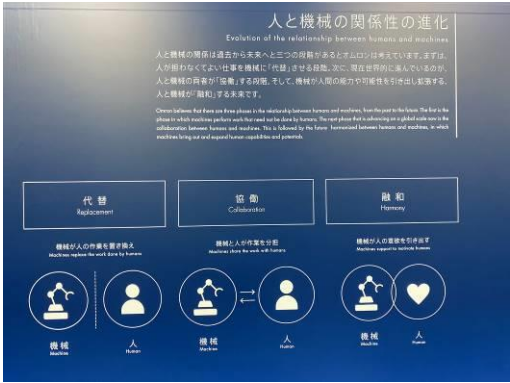 人と機械の関係性の進化
Evolution of the relationship between humans and machines
人と機械の関係は過去から未来へと三つの段階があるとオムロンは考えています。まずは、
人が担わなくてよい仕事を機械に「代替」させる段階。次に、現在世界的に進んでいるのが、
人と機械の両者が「協働」する段階。そして、機械が人間の能力や可能性を引き出し拡張する、
人と機械が「融和」する未来です。
Omron believes that there are three phases in the relationship between humans and machines, from the past to the future. The first is the
phase in which machines perform work that need not be done by humans. The next phase that is advancing on a global scale now is the
collaboration between humans and machines. This is followed by the future harmonized between humans and machines, in which
machines bring out and expand human capabilities and potentials.
代替
Replacement
協働
Collaboration
融和
Harmony
機械が人の作業を置き換え
Machines replace the work done by humans
機械と人が作業を分担
Machines share the work with humans
機械が人の意欲を引き出す
Machines support to motivate humans
機械
Machine
人
Human
機械
Machine
人
Human
機械
Machine
人
Human